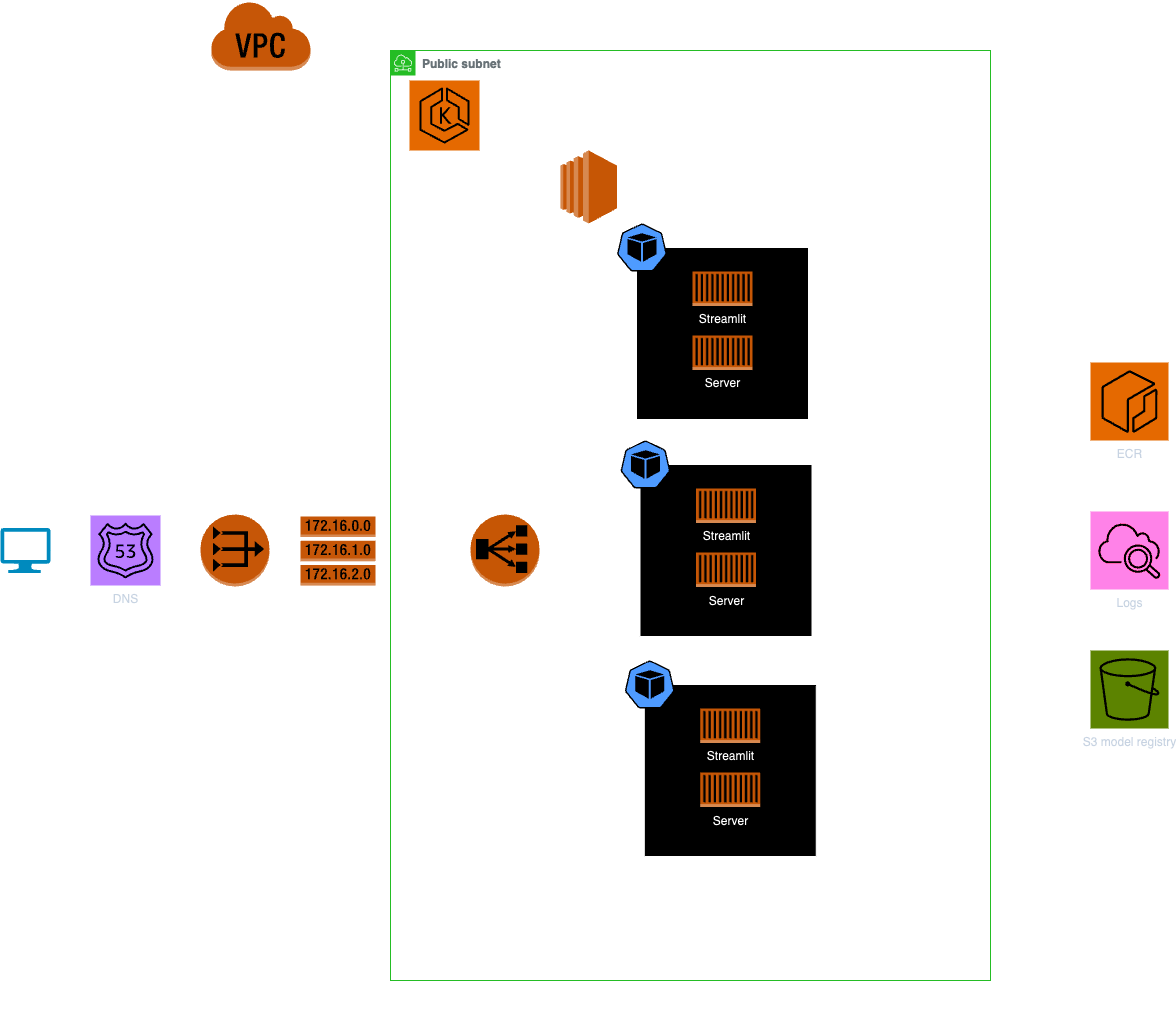 VPC
Public subnet
K
Streamlit
Server
ECR
Streamlit
53
172.16.0.0
172.16.1.0
172.16.2.0
Server
DNS
Logs
Streamlit
S3 model registry
Server